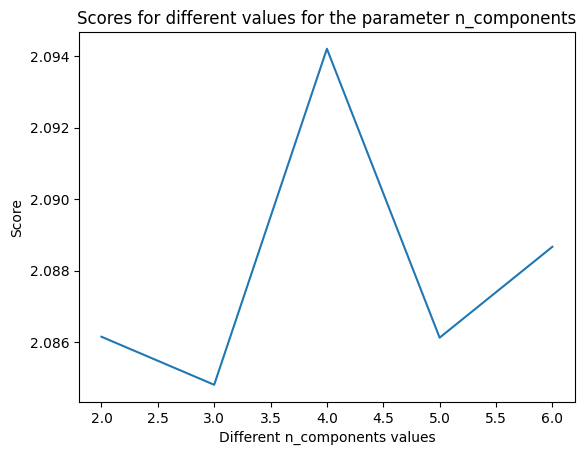 Scores for different values for the parameter n_components
2.094
2.092
2.090
2.088
2.086
Score
2.0 2.5 3.0 3.5 4.0 4.5 5.0 5.5 6.0
Different n_components values